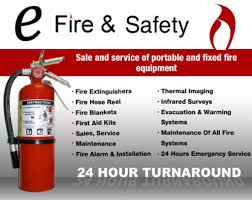 e Fire & Safety
Sale and service of portable and fixed fire
equipment
• Fire Extinguishers
• Fire Hose Reel
• Fire Blankets
• First Aid Kits
• Sales, Service
• Maintenance
• Fire Alarm & Installation
• Thermal Imaging
• Infrared Surveys
• Evacuation & Warming
Systems
• Maintenance Of All Fire
Systems
• 24 Hours Emergency Service
INSTRUCTIONS
24 HOUR TURNAROUND